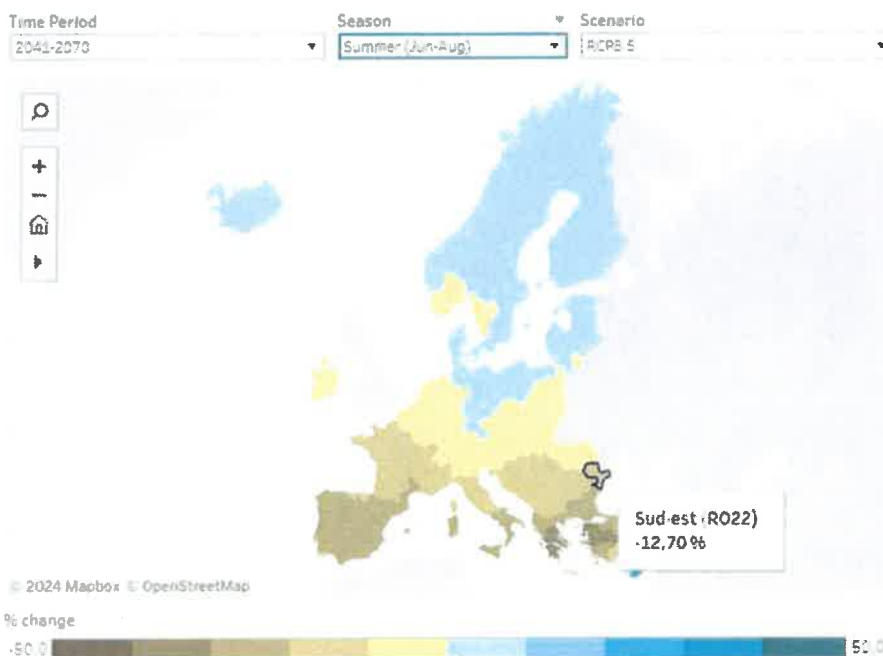 Time Period
Season
Scenario
2041-2070
Summer (Jun-Aug)
RCP8.5
Sud-est (RO22)
-12,70%
© 2024 Mapbox © OpenStreetMap
% change
-50.0
50.0